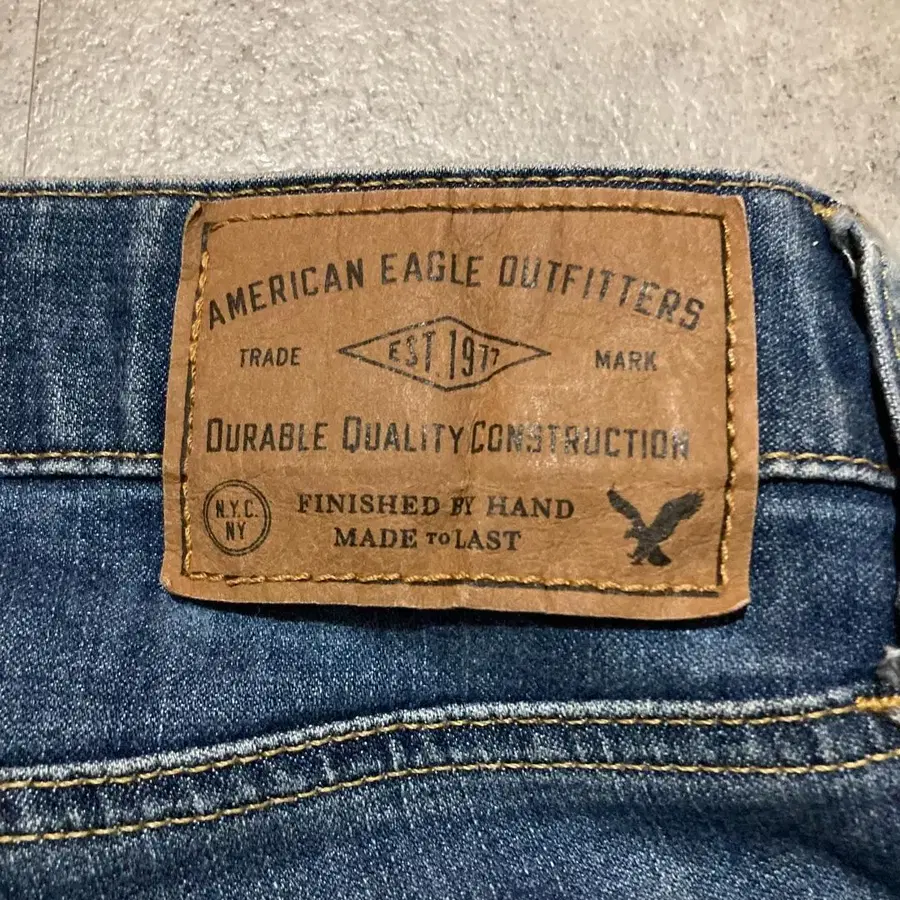 AMERICAN EAGLE OUTFITTERS
TRADE EST. 1977 MARK
DURABLE QUALITY CONSTRUCTION
N.Y.C.
NY
FINISHED BY HAND
MADE TO LAST